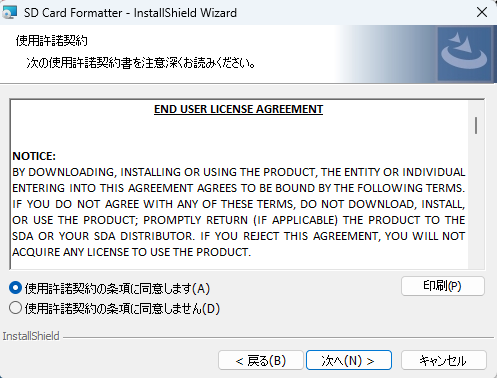 SD Card Formatter - InstallShield Wizard
使用許諾契約
次の使用許諾契約書を注意深くお読みください。
END USER LICENSE AGREEMENT
NOTICE:
BY DOWNLOADING, INSTALLING OR USING THE PRODUCT, THE ENTITY OR INDIVIDUAL
ENTERING INTO THIS AGREEMENT AGREES TO BE BOUND BY THE FOLLOWING TERMS.
IF YOU DO NOT AGREE WITH ANY OF THESE TERMS, DO NOT DOWNLOAD, INSTALL,
OR USE THE PRODUCT; PROMPTLY RETURN (IF APPLICABLE) THE PRODUCT TO THE
SDA OR YOUR SDA DISTRIBUTOR. IF YOU REJECT THIS AGREEMENT, YOU WILL NOT
ACQUIRE ANY LICENSE TO USE THE PRODUCT.
使用許諾契約の条項に同意します(A)
印刷(P)
使用許諾契約の条項に同意しません(D)
InstallShield
< 戻る(B)
次へ(N) >
キャンセル